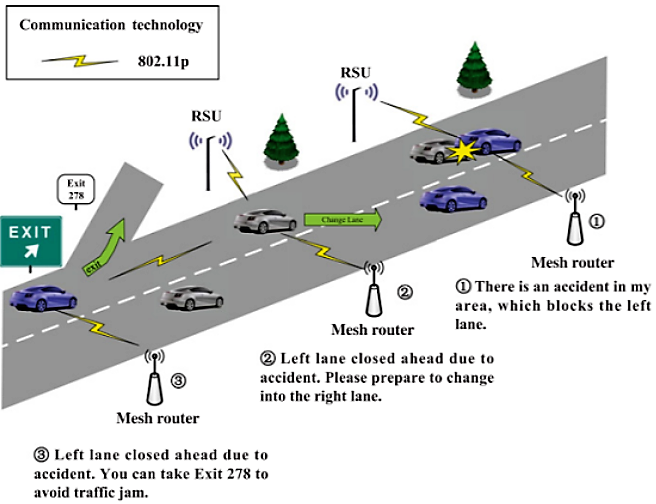 Communication technology
802.11p
RSU
RSU
Exit
278
EXIT
exit
Change Lane
①
Mesh router
① There is an accident in my
area, which blocks the left
lane.
②
Mesh router
② Left lane closed ahead due to
accident. Please prepare to change
into the right lane.
③
Mesh router
③ Left lane closed ahead due to
accident. You can take Exit 278 to
avoid traffic jam.